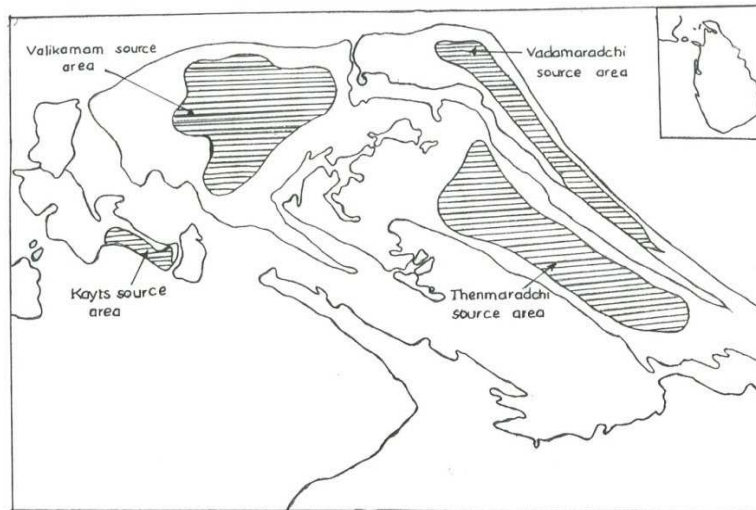 Valikamam source
area
Vadamaradchi
source area
Kayts source
area
Thenmaradchi
source area